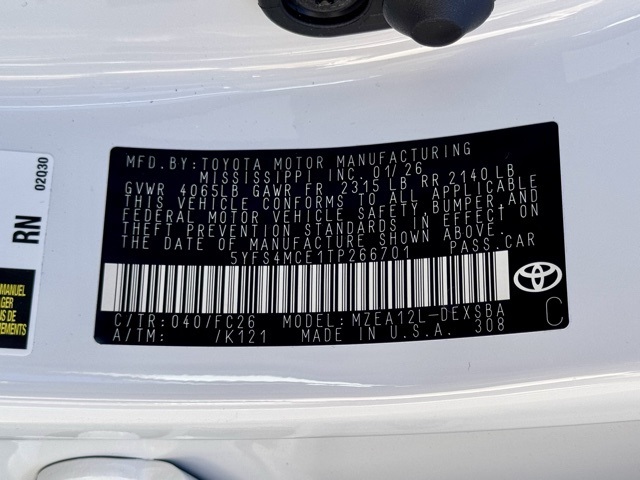 MFD. BY: TOYOTA MOTOR MANUFACTURING
MISSISSIPPI INC. 01/26
GVWR 4065LB GAWR FR. 2315 LB RR 2140 LB
THIS VEHICLE CONFORMS TO ALL APPLICABLE
FEDERAL MOTOR VEHICLE SAFETY, BUMPER AND
THEFT PREVENTION STANDARDS IN EFFECT ON
THE DATE OF MANUFACTURE SHOWN ABOVE.
5YFS4MCE1TP266701 PASS. CAR
C/TR: 040/FC26 MODEL: MZEA12L-DEXSBA
A/TM: /K121 MADE IN U.S.A. 308
C
02030
RN
MANUEL
GER
REMENTS